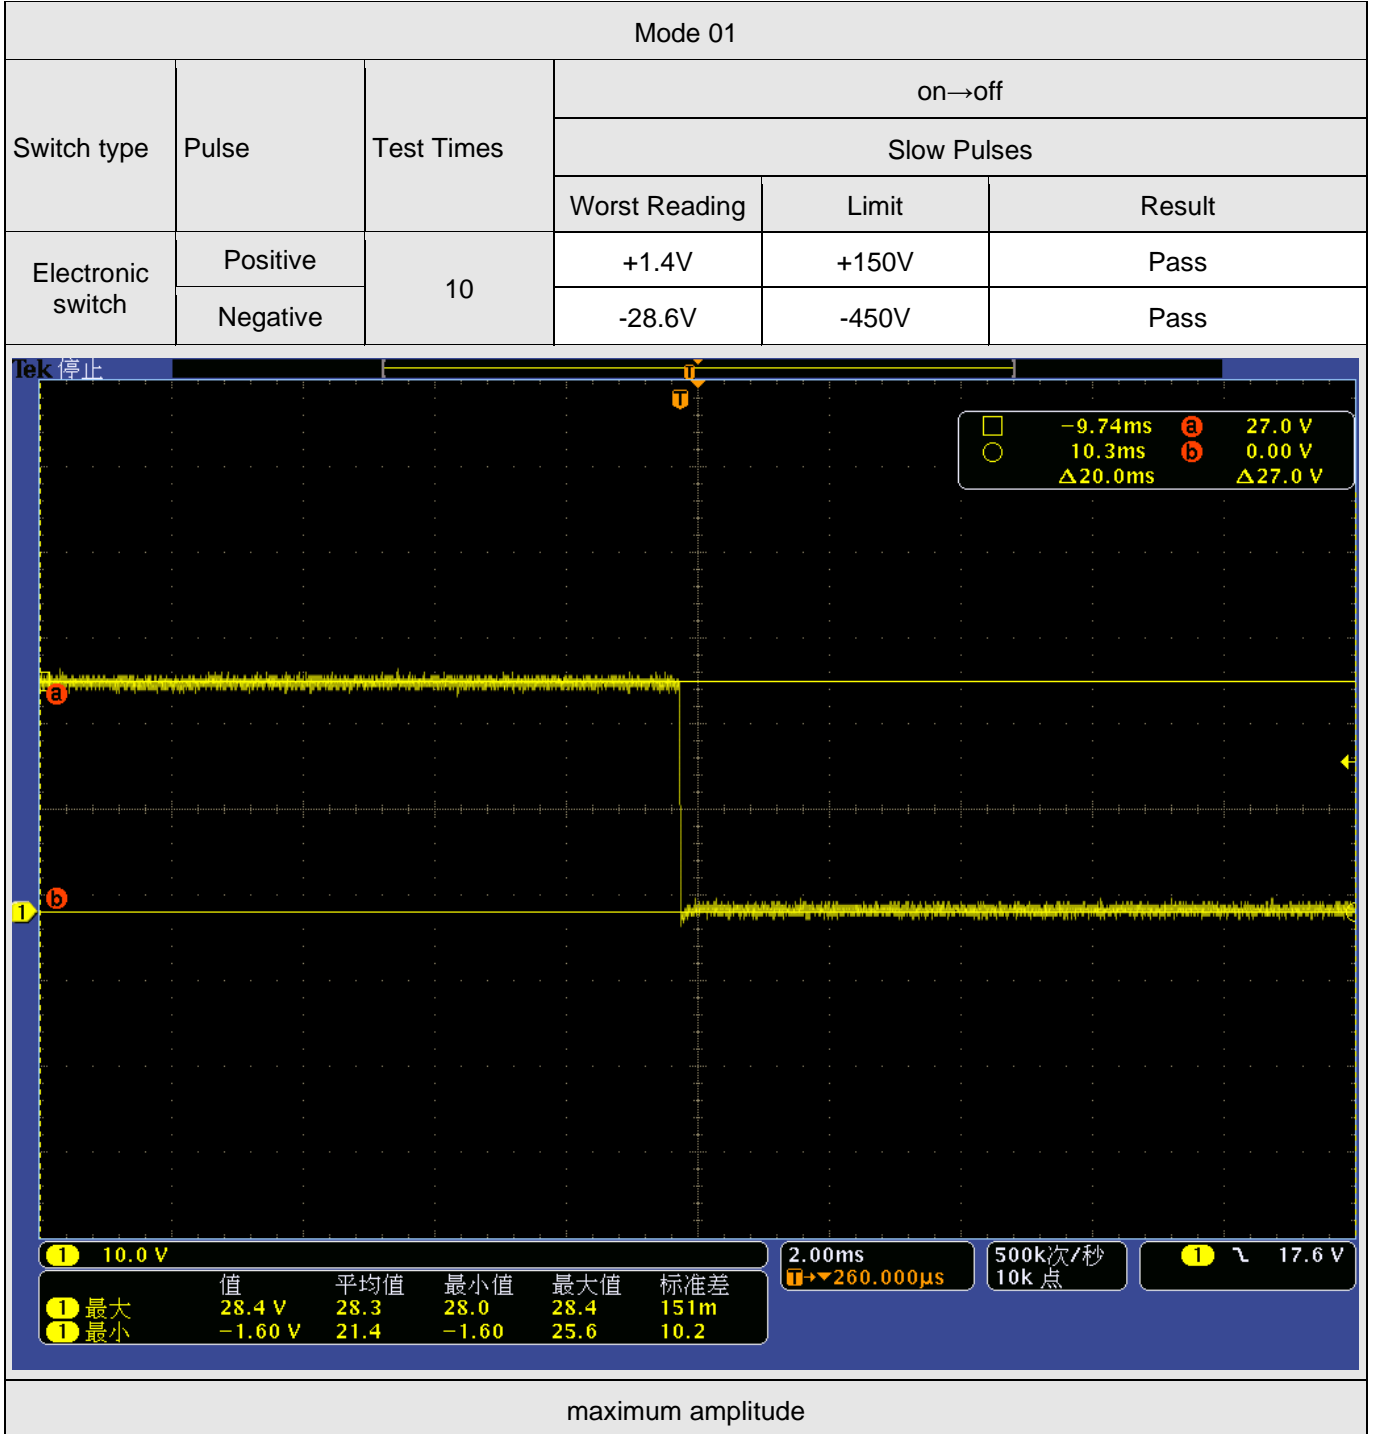 Mode 01
Switch type Pulse Test Times on→off
Slow Pulses
Worst Reading Limit Result
Electronic switch Positive 10 +1.4V +150V Pass
Negative -28.6V -450V Pass
Tek 停止
T
T
−9.74ms a 27.0 V
10.3ms b 0.00 V
Δ20.0ms Δ27.0 V
a
b
1
1 10.0 V
2.00ms
T→▼260.000µs
500k次/秒
10k 点
1 17.6 V
值 平均值 最小值 最大值 标准差
1 最大 28.4 V 28.3 28.0 28.4 151m
1 最小 −1.60 V 21.4 −1.60 25.6 10.2
maximum amplitude